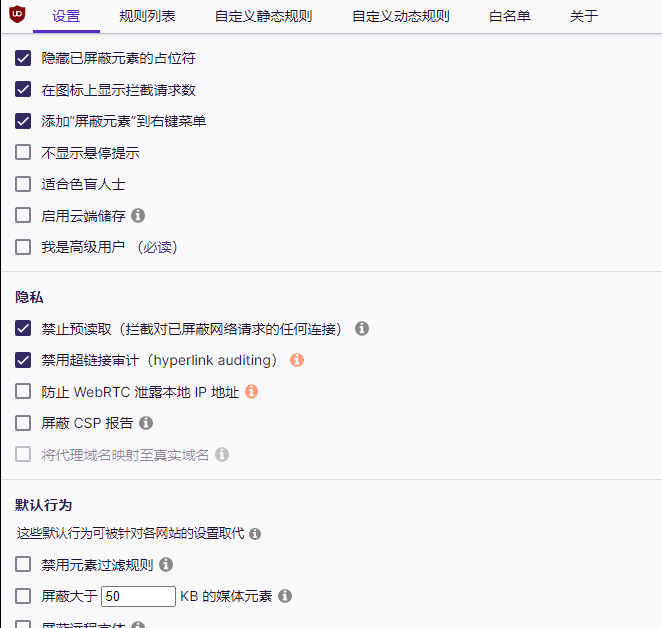 设置 规则列表 自定义静态规则 自定义动态规则 白名单 关于
隐藏已屏蔽元素的占位符
在图标上显示拦截请求数
添加“屏蔽元素”到右键菜单
不显示悬停提示
适合色盲人士
启用云端储存
我是高级用户 （必读）
隐私
禁止预读取（拦截对已屏蔽网络请求的任何连接）
禁用超链接审计（hyperlink auditing）
防止 WebRTC 泄露本地 IP 地址
屏蔽 CSP 报告
将代理域名映射至真实域名
默认行为
这些默认行为可被针对各网站的设置取代
禁用元素过滤规则
屏蔽大于 50 KB 的媒体元素
屏蔽远程字体